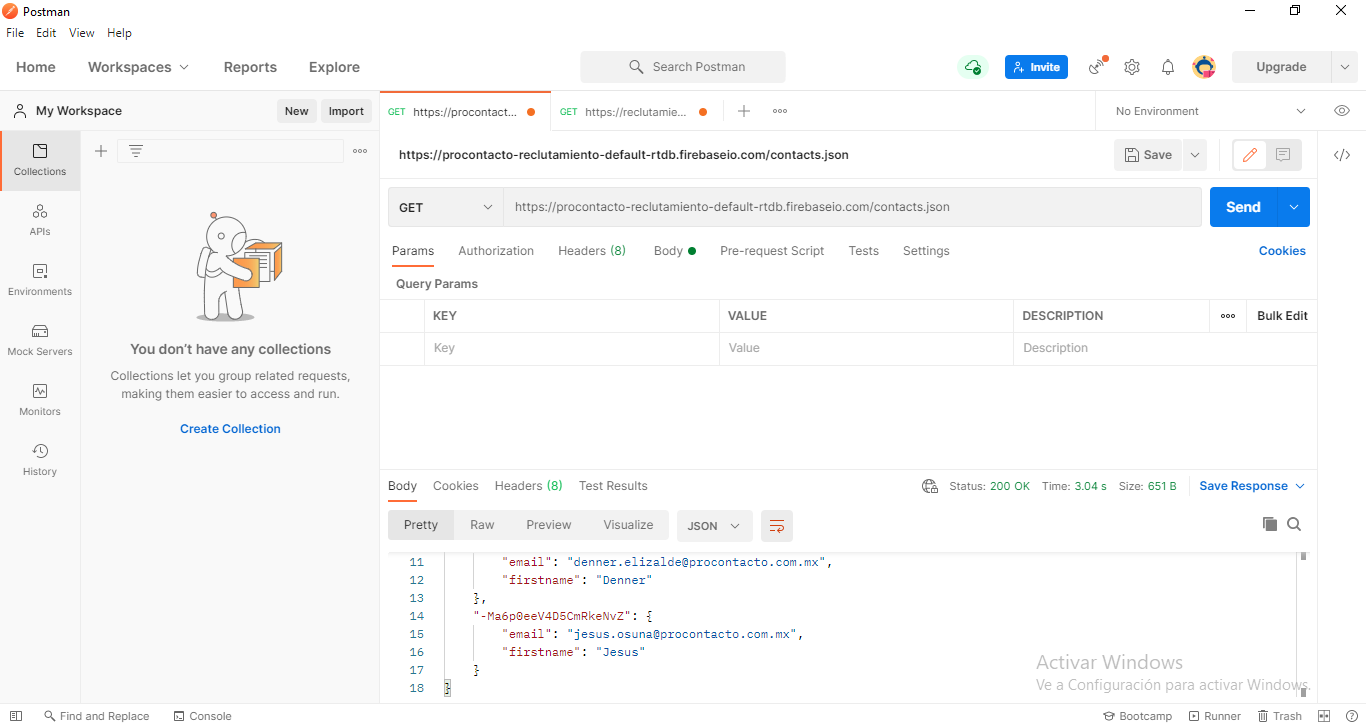 Postman
File Edit View Help
Home Workspaces Reports Explore Search Postman Invite Upgrade
My Workspace New Import GET https://procontact... GET https://reclutamie... No Environment
Collections
APIs
Environments
Mock Servers
Monitors
History
You don't have any collections
Collections let you group related requests,
making them easier to access and run.
Create Collection
https://procontacto-reclutamiento-default-rtdb.firebaseio.com/contacts.json Save
GET https://procontacto-reclutamiento-default-rtdb.firebaseio.com/contacts.json Send
Params Authorization Headers (8) Body Pre-request Script Tests Settings Cookies
Query Params
KEY VALUE DESCRIPTION Bulk Edit
Key Value Description
Body Cookies Headers (8) Test Results Status: 200 OK Time: 3.04 s Size: 651 B Save Response
Pretty Raw Preview Visualize JSON
11 "email": "denner.elizalde@procontacto.com.mx",
12 "firstname": "Denner"
13 },
14 "-Ma6p0eeV4D5CmRkeNvZ": {
15 "email": "jesus.osuna@procontacto.com.mx",
16 "firstname": "Jesus"
17 }
18 }
Activar Windows
Ve a Configuración para activar Windows.
Find and Replace Console Bootcamp Runner Trash